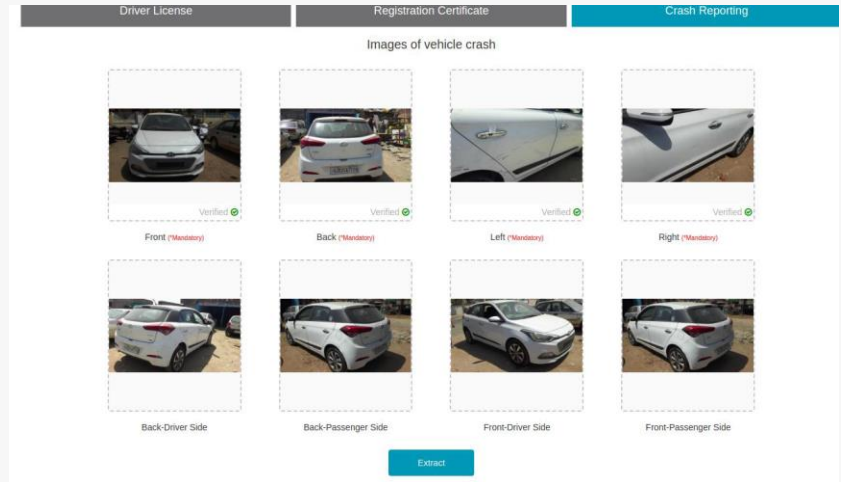 Driver License Registration Certificate Crash Reporting
Images of vehicle crash
Verified Verified Verified Verified
Front (*Mandatory) Back (*Mandatory) Left (*Mandatory) Right (*Mandatory)
Back-Driver Side Back-Passenger Side Front-Driver Side Front-Passenger Side
Extract